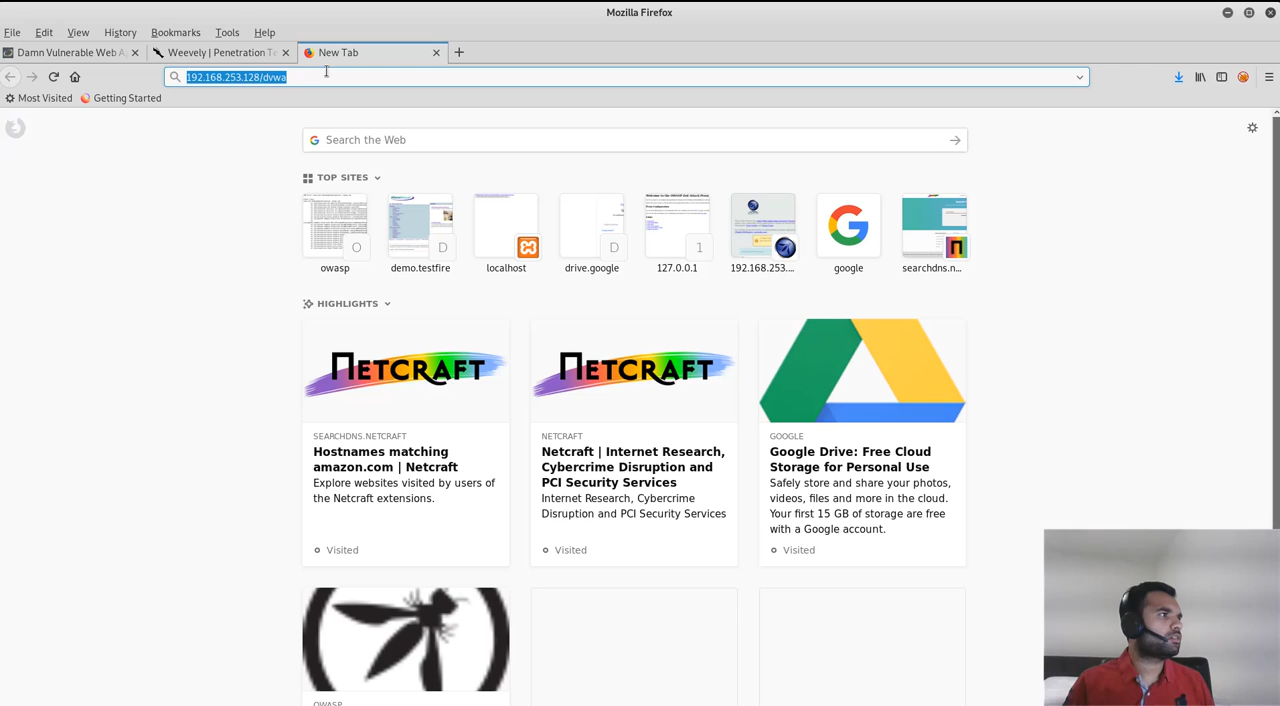 Mozilla Firefox
File Edit View History Bookmarks Tools Help
Damn Vulnerable Web A
Weevely | Penetration T
New Tab
192.168.253.128/dvwa
Most Visited Getting Started
Search the Web
TOP SITES
O
D
D
1
owasp
demo.testfire
localhost
drive.google
127.0.0.1
192.168.253....
google
searchdns.n...
HIGHLIGHTS
NETCRAFT
NETCRAFT
SEARCHDNS.NETCRAFT
Hostnames matching
amazon.com | Netcraft
Explore websites visited by users of
the Netcraft extensions.
Visited
NETCRAFT
Netcraft | Internet Research,
Cybercrime Disruption and
PCI Security Services
Internet Research, Cybercrime
Disruption and PCI Security Services
Visited
GOOGLE
Google Drive: Free Cloud
Storage for Personal Use
Safely store and share your photos,
videos, files and more in the cloud.
Your first 15 GB of storage are free
with a Google account.
Visited
OWASP